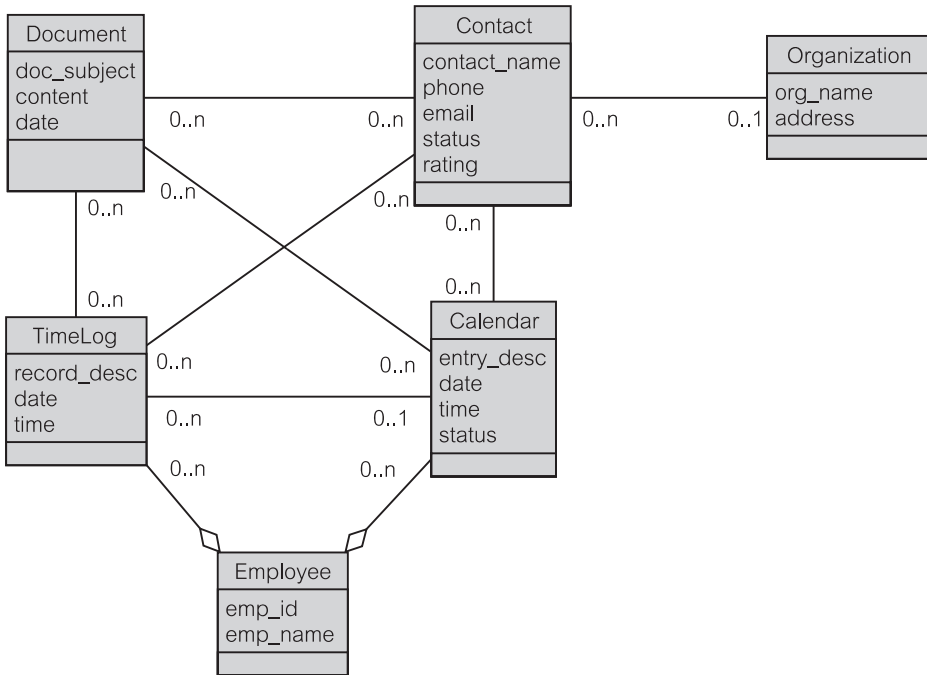 Document
doc_subject
content
date
Contact
contact_name
phone
email
status
rating
Organization
org_name
address
0..n
0..n
0..n
0..1
0..n
0..n
0..n
0..n
0..n
0..n
TimeLog
record_desc
date
time
Calendar
entry_desc
date
time
status
0..n
0..n
0..n
0..1
0..n
0..n
Employee
emp_id
emp_name